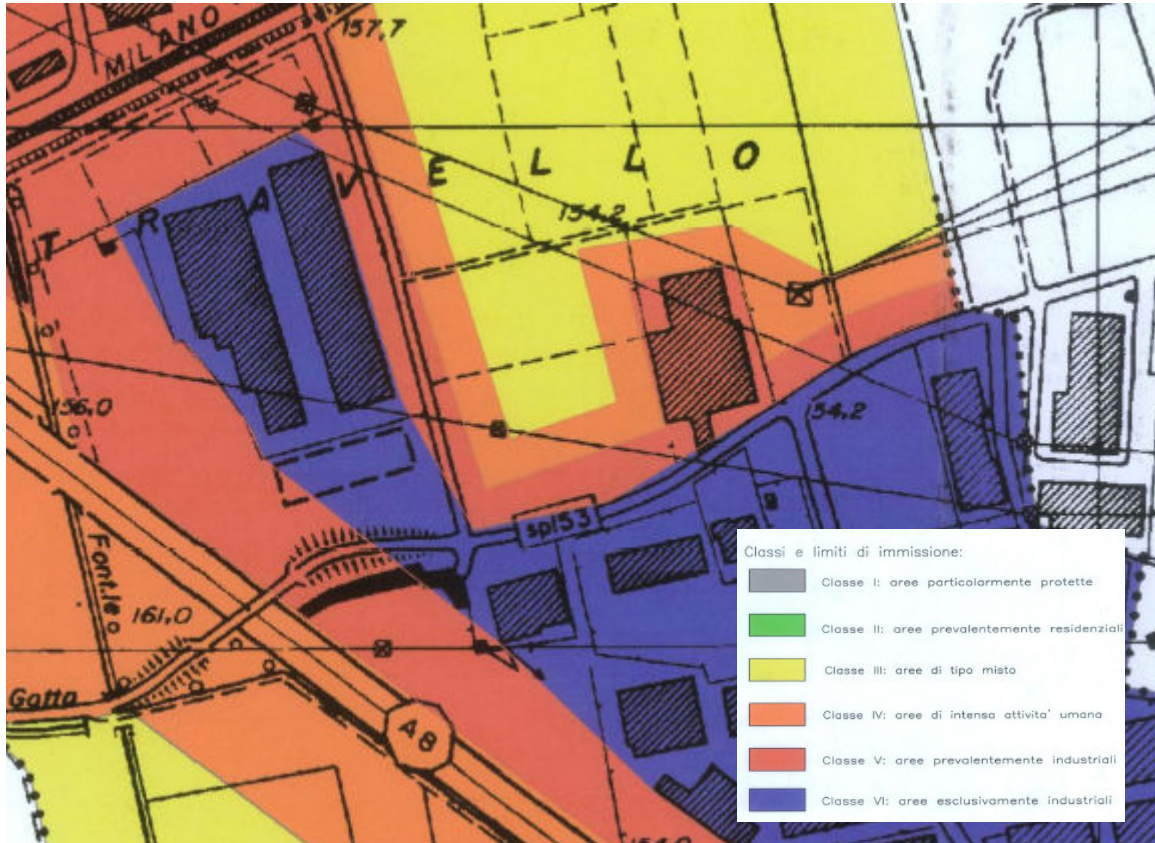 MILANO
157,7
T R A V E L L O
154,2
156,0
54,2
sp153
Font.le
161,0
Gatta
A8
Classi e limiti di immissione:
Classe I: aree particolarmente protette
Classe II: aree prevalentemente residenziali
Classe III: aree di tipo misto
Classe IV: aree di intensa attivita' umana
Classe V: aree prevalentemente industriali
Classe VI: aree esclusivamente industriali